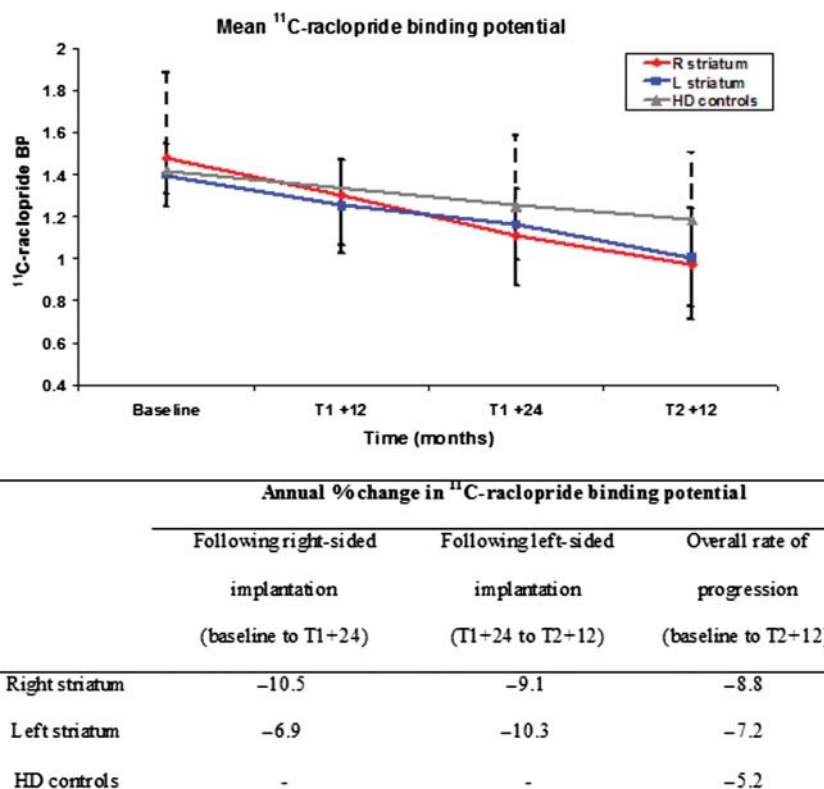 Mean ¹¹C-raclopride binding potential
2
1.8
1.6
1.4
1.2
1
0.8
0.6
0.4
¹¹C-raclopride BP
R striatum
L striatum
HD controls
Baseline T1 +12 T1 +24 T2 +12
Time (months)
Annual % change in ¹¹C-raclopride binding potential
Following right-sided implantation (baseline to T1+24)
Following left-sided implantation (T1+24 to T2+12)
Overall rate of progression (baseline to T2+12)
Right striatum –10.5 –9.1 –8.8
Left striatum –6.9 –10.3 –7.2
HD controls - - –5.2